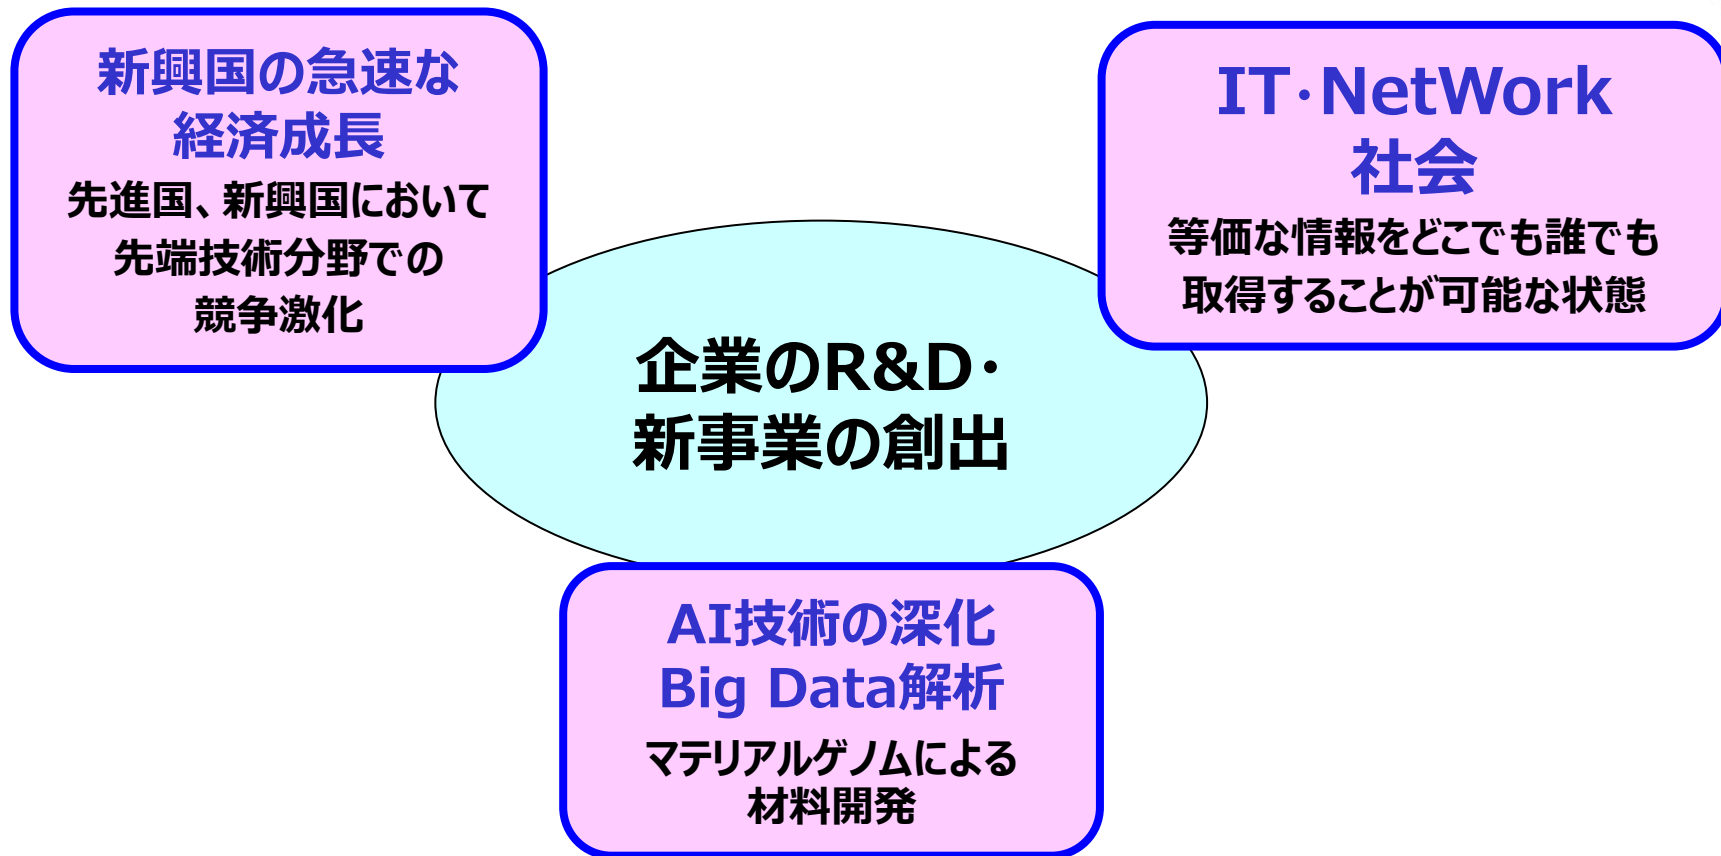 新興国の急速な
経済成長
先進国、新興国において
先端技術分野での
競争激化
IT・NetWork
社会
等価な情報をどこでも誰でも
取得することが可能な状態
企業のR&D・
新事業の創出
AI技術の深化
Big Data解析
マテリアルゲノムによる
材料開発